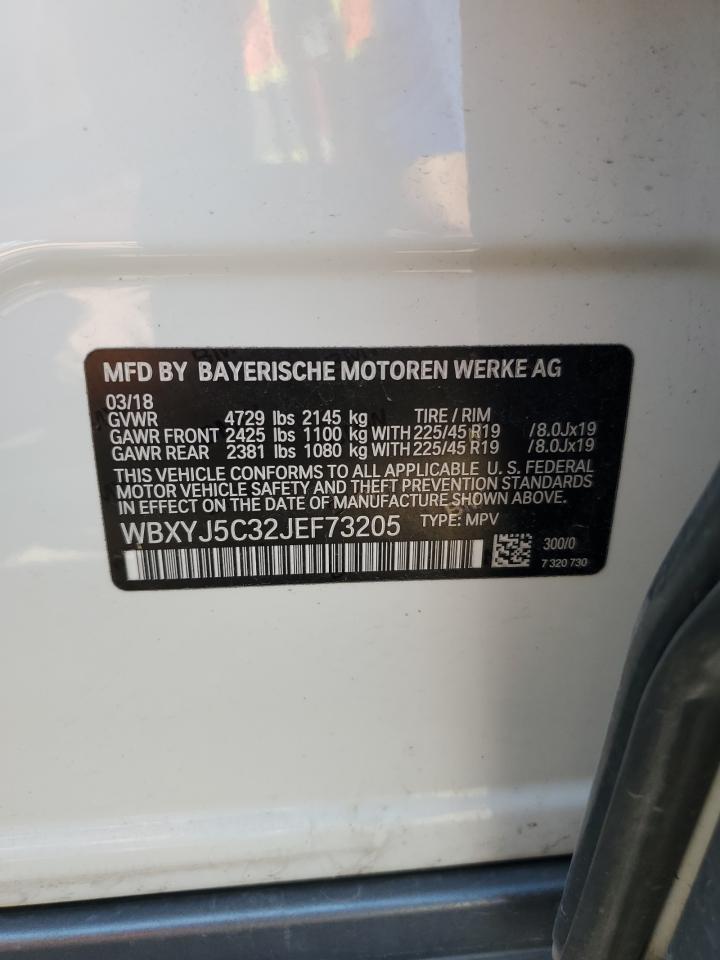 MFD BY BAYERISCHE MOTOREN WERKE AG
03/18
GVWR 4729 lbs 2145 kg TIRE / RIM
GAWR FRONT 2425 lbs 1100 kg WITH 225/45 R19 /8.0Jx19
GAWR REAR 2381 lbs 1080 kg WITH 225/45 R19 /8.0Jx19
THIS VEHICLE CONFORMS TO ALL APPLICABLE U. S. FEDERAL
MOTOR VEHICLE SAFETY AND THEFT PREVENTION STANDARDS
IN EFFECT ON THE DATE OF MANUFACTURE SHOWN ABOVE.
WBXYJ5C32JEF73205 TYPE: MPV
300/0
7 320 730